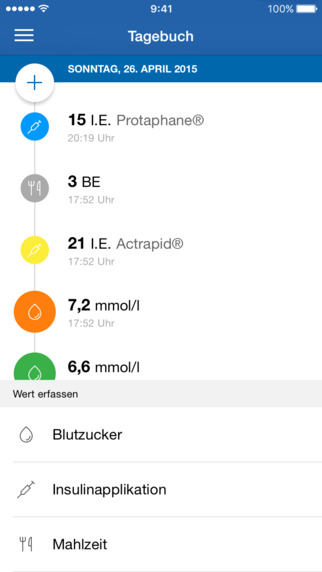 9:41
100%
Tagebuch
SONNTAG, 26. APRIL 2015
15 I.E. Protaphane®
20:19 Uhr
3 BE
17:52 Uhr
21 I.E. Actrapid®
17:52 Uhr
7,2 mmol/l
17:52 Uhr
6,6 mmol/l
Wert erfassen
Blutzucker
Insulinapplikation
Mahlzeit